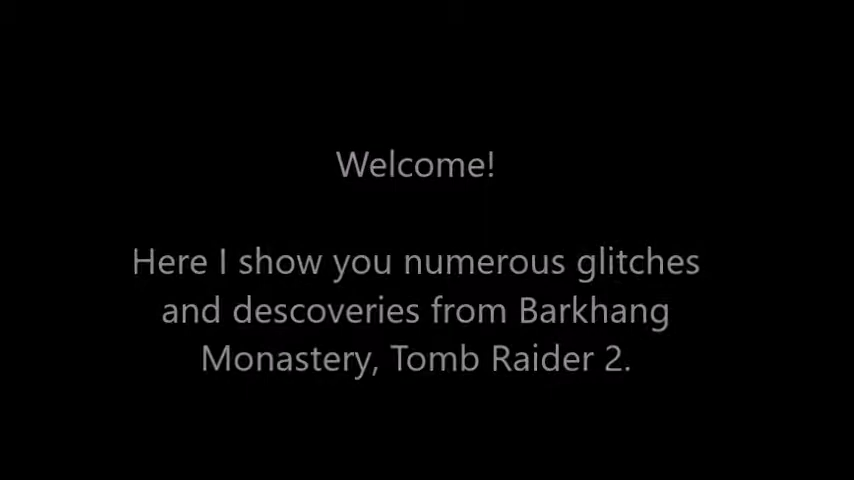 Welcome!
Here I show you numerous glitches
and descoveries from Barkhang
Monastery, Tomb Raider 2.